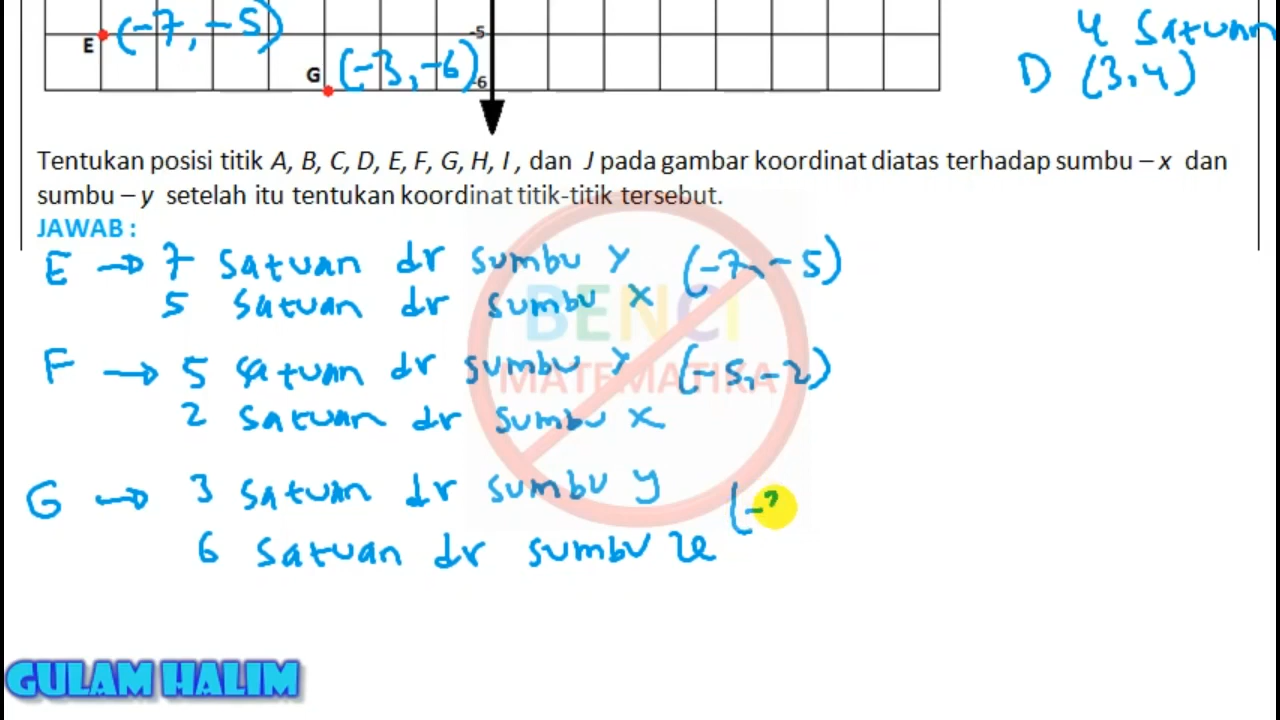 4 Satuan
E (-7, -5) -5
D (3,4)
G (-3,-6) -6
Tentukan posisi titik A, B, C, D, E, F, G, H, I , dan J pada gambar koordinat diatas terhadap sumbu – x dan
sumbu – y setelah itu tentukan koordinat titik-titik tersebut.
JAWAB :
E → 7 Satuan dr sumbu y (-7, -5)
5 Satuan dr sumbu x
BENCI
F → 5 satuan dr sumbu y (-5, -2)
MATEMATIKA
2 Satuan dr sumbu x
G → 3 Satuan dr sumbu y
(-3
6 Satuan dr sumbu x
GULAM HALIM